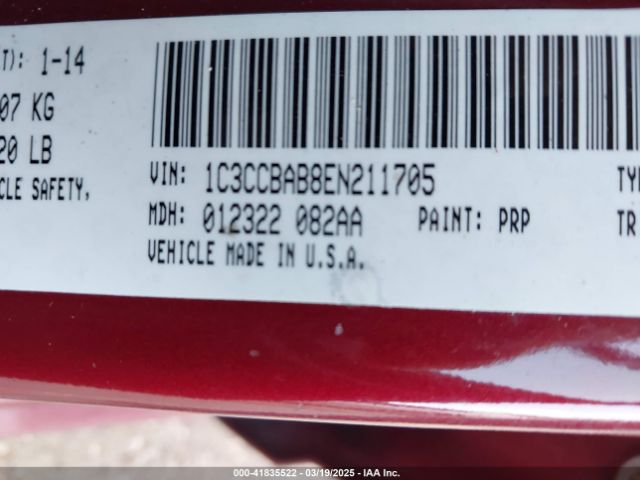 T): 1-14
07 KG
20 LB
CLE SAFETY,
VIN: 1C3CCBAB8EN211705
MDH: 012322 082AA PAINT: PRP
VEHICLE MADE IN U.S.A.
TY
TR
000-41835522 - 03/19/2025 - IAA Inc.